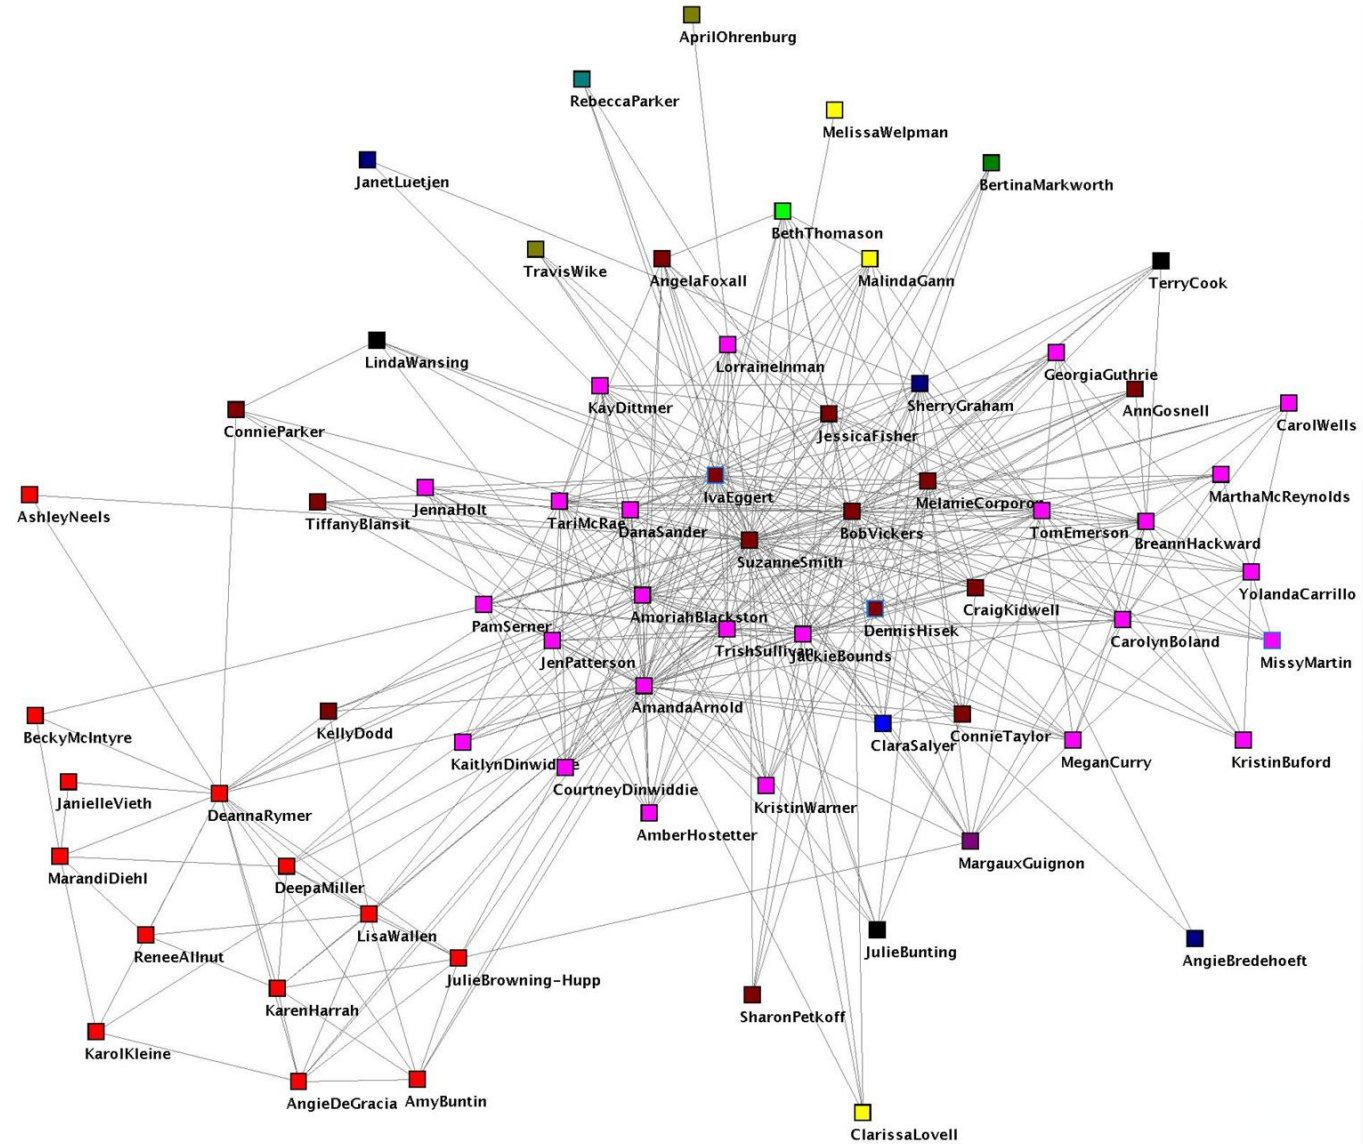 AprilOhrenburg
RebeccaParker
MelissaWelpman
JanetLuetjen
BertinaMarkworth
BethThomason
TravisWike
AngelaFoxall
MalindaGann
TerryCook
LindaWansing
LorraineInman
GeorgiaGuthrie
KayDittmer
SherryGraham
AnnGosnell
CarolWells
ConnieParker
JessicaFisher
IvaEggert
MarthaMcReynolds
AshleyNeels
TiffanyBlansit
JennaHolt
TariMcRae
DanaSander
MelanieCorporon
BobVickers
TomEmerson
BreannHackward
SuzanneSmith
YolandaCarrillo
PamSerner
AmoriahBlackston
CraigKidwell
DennisHisek
CarolynBoland
JenPatterson
TrishSullivan
JackieBounds
MissyMartin
AmandaArnold
BeckyMcIntyre
KellyDodd
ConnieTaylor
ClaraSalyer
KaitlynDinwiddie
MeganCurry
KristinBuford
CourtneyDinwiddie
JanielleVieth
DeannaRymer
KristinWarner
AmberHostetter
MargauxGuignon
MarandiDiehl
DeepaMiller
LisaWallen
ReneeAllnut
JulieBunting
AngieBredehoeft
JulieBrowning-Hupp
KarenHarrah
SharonPetkoff
KarolKleine
AngieDeGracia
AmyBuntin
ClarissaLovell